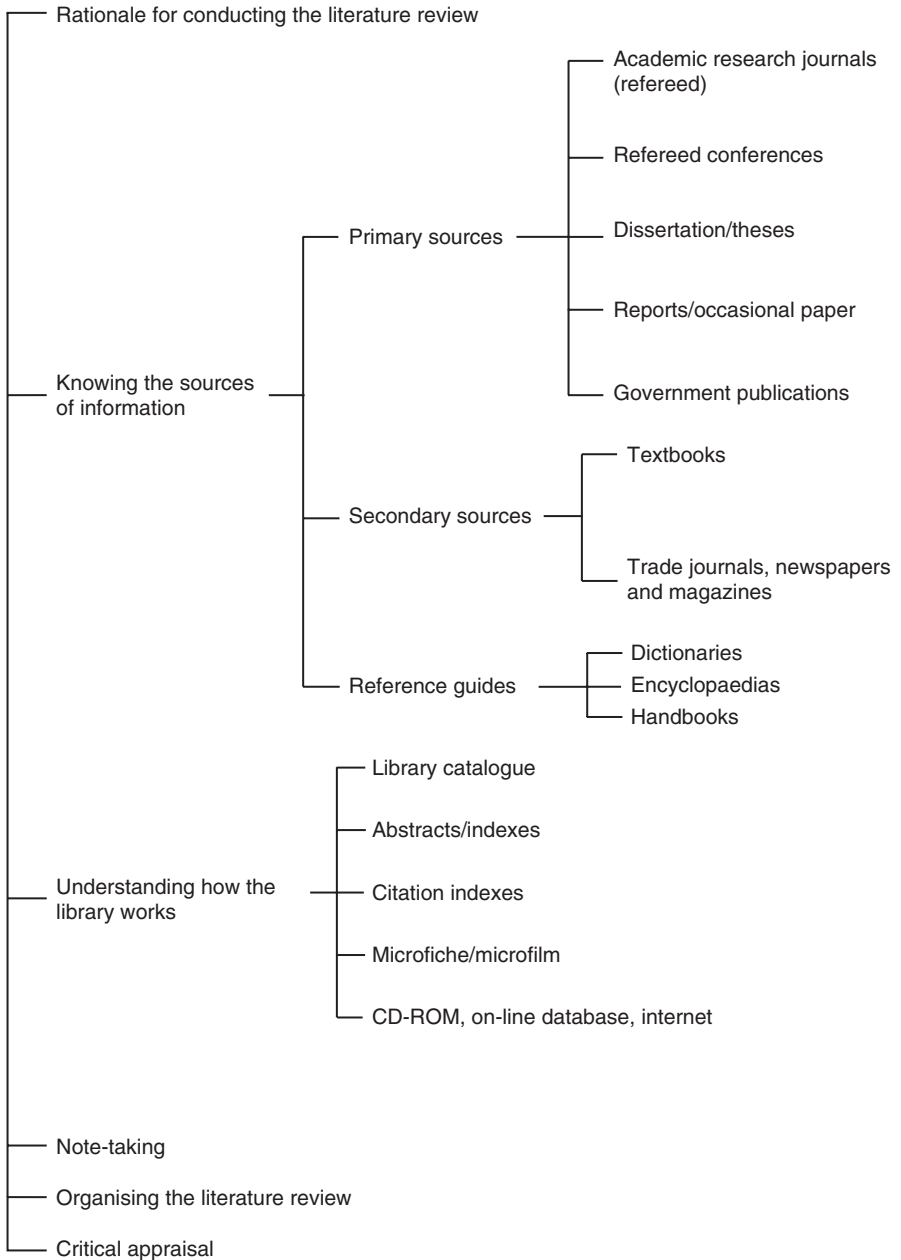 Rationale for conducting the literature review
Knowing the sources
of information
Primary sources
Academic research journals
(refereed)
Refereed conferences
Dissertation/theses
Reports/occasional paper
Government publications
Secondary sources
Textbooks
Trade journals, newspapers
and magazines
Reference guides
Dictionaries
Encyclopaedias
Handbooks
Understanding how the
library works
Library catalogue
Abstracts/indexes
Citation indexes
Microfiche/microfilm
CD-ROM, on-line database, internet
Note-taking
Organising the literature review
Critical appraisal